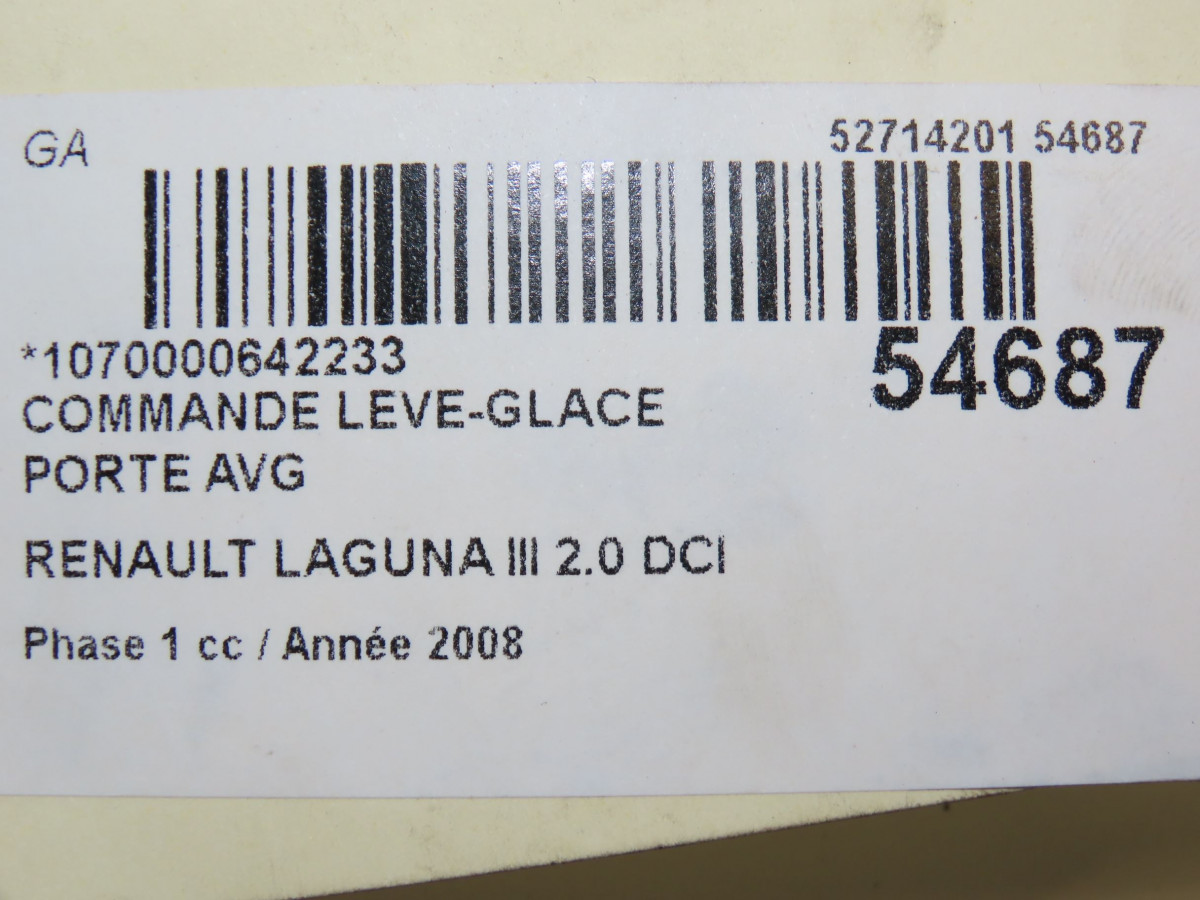 GA
52714201 54687
*1070000642233
54687
COMMANDE LEVE-GLACE
PORTE AVG
RENAULT LAGUNA III 2.0 DCI
Phase 1 cc / Année 2008